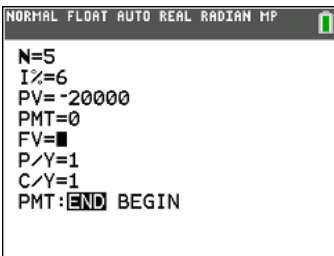 NORMAL FLOAT AUTO REAL RADIAN MP
N=5
I%=6
PV=-20000
PMT=0
FV=
P/Y=1
C/Y=1
PMT:END BEGIN